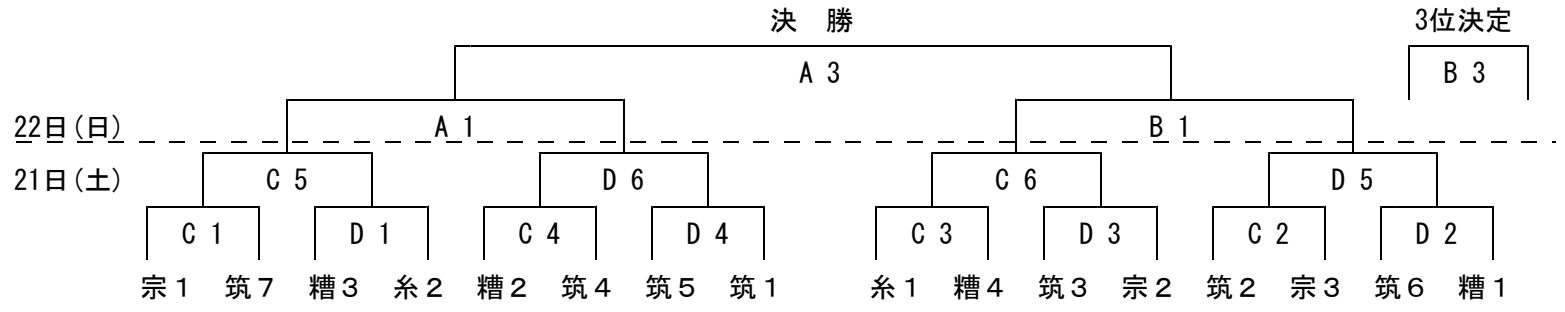 決　勝
3位決定
A 3
B 3
22日(日)
A 1
B 1
21日(土)
C 5
D 6
C 6
D 5
C 1
D 1
C 4
D 4
C 3
D 3
C 2
D 2
宗１ 筑７ 糟３ 糸２ 糟２ 筑４ 筑５ 筑１ 糸１ 糟４ 筑３ 宗２ 筑２ 宗３ 筑６ 糟１